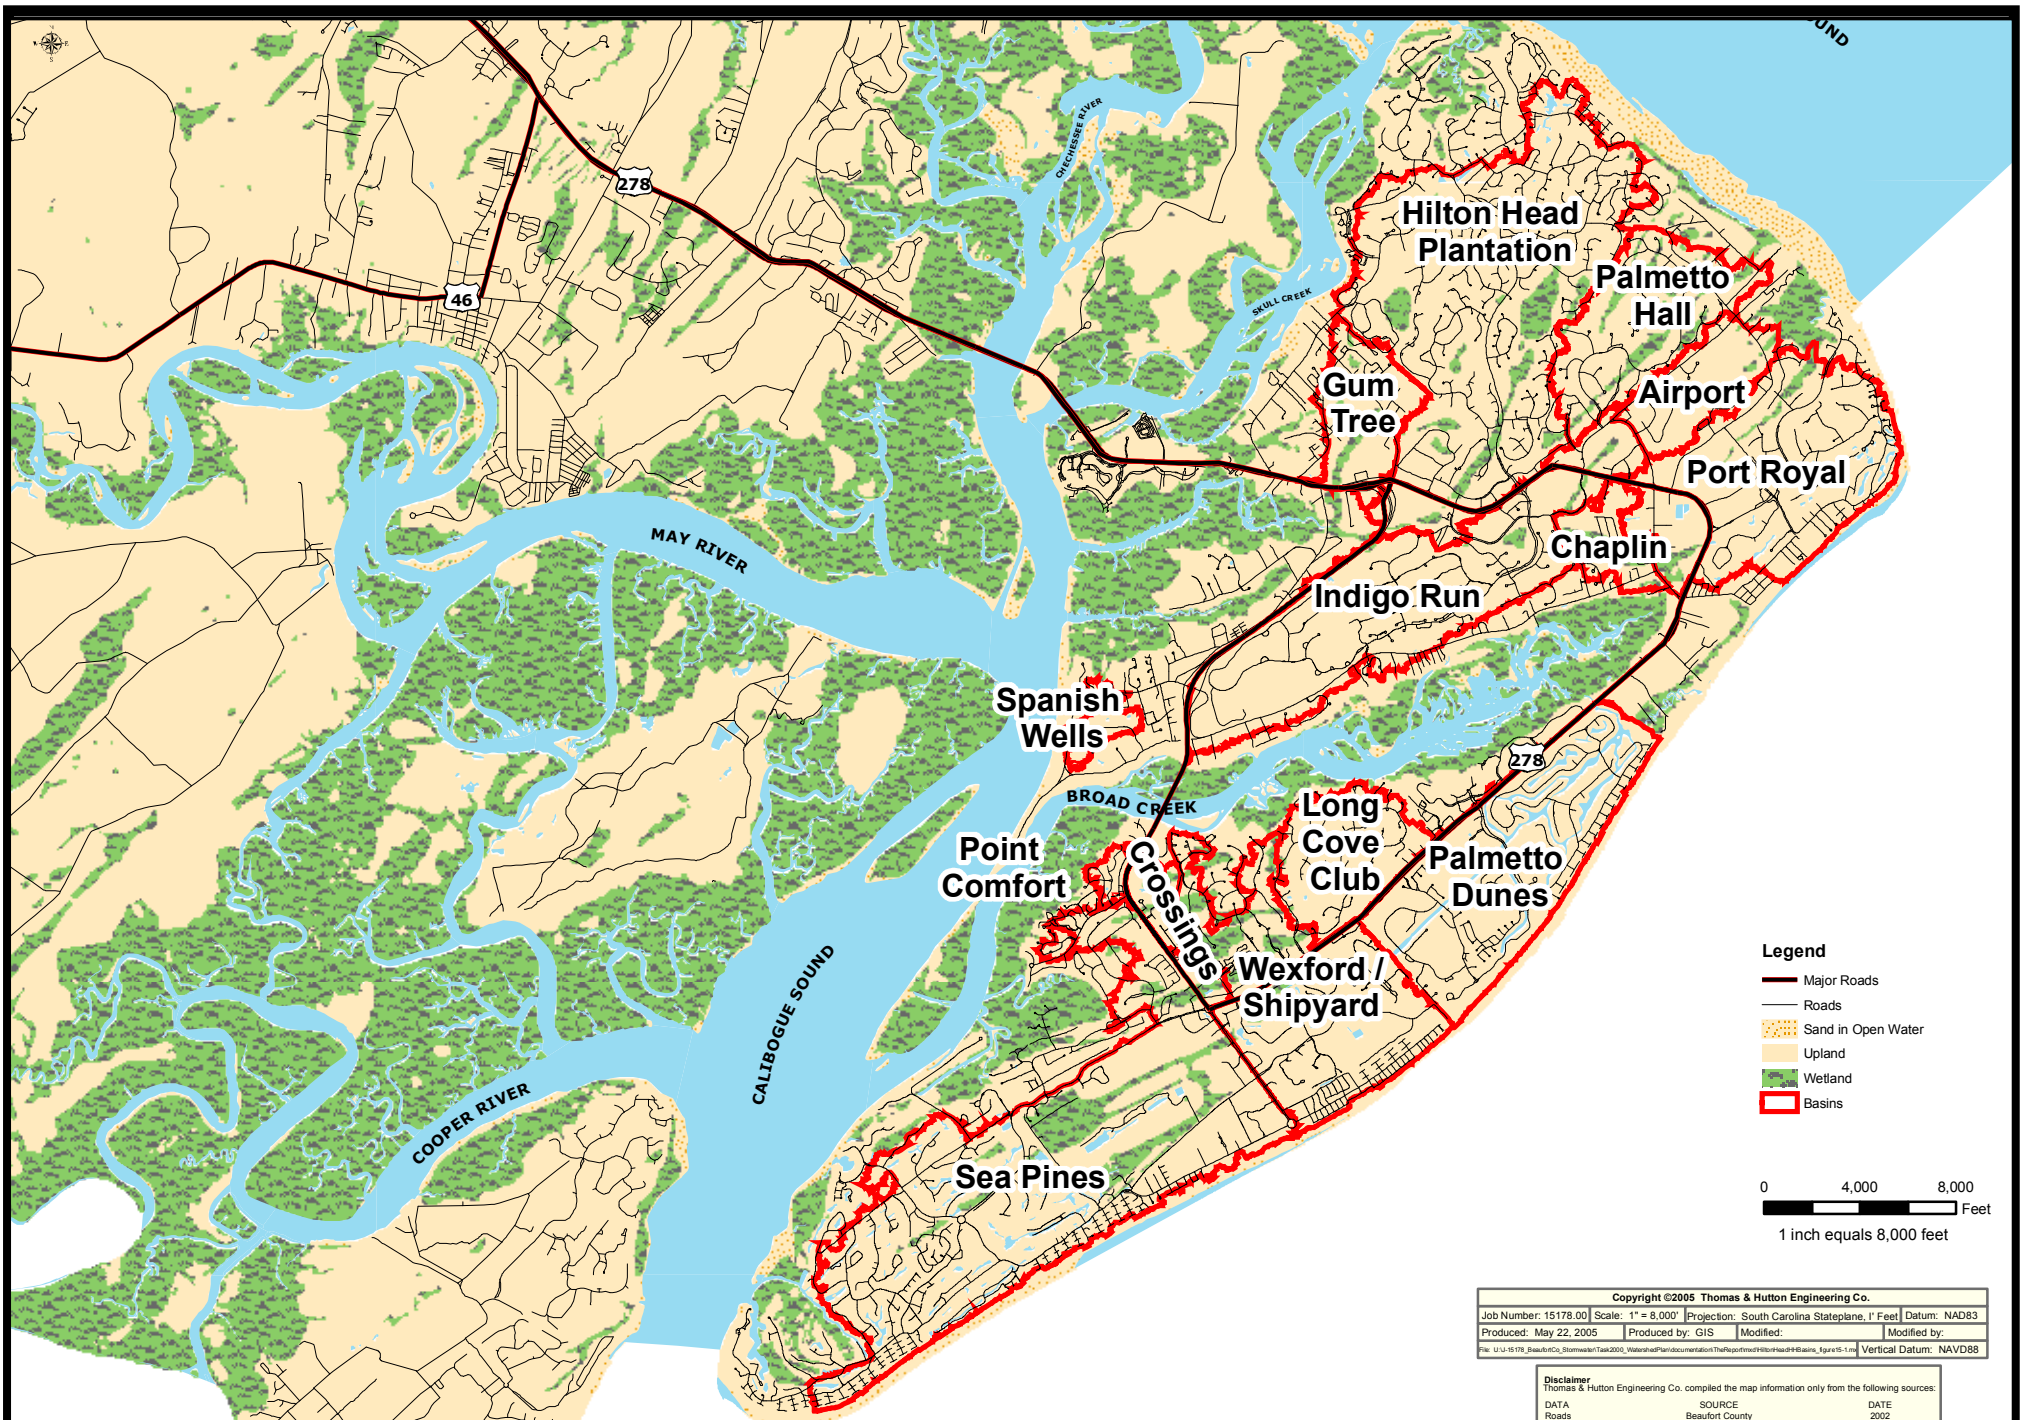 OUND
CHECHESSEE RIVER
278
Hilton Head
Plantation
Palmetto
Hall
46
SKULL CREEK
Gum
Tree
Airport
Port Royal
MAY RIVER
Chaplin
Indigo Run
Spanish
Wells
278
BROAD CREEK
Long
Cove
Club
Point
Comfort
Crossings
Palmetto
Dunes
CALIBOGUE SOUND
Wexford /
Shipyard
COOPER RIVER
Sea Pines
Legend
Major Roads
Roads
Sand in Open Water
Upland
Wetland
Basins
0 4,000 8,000
Feet
1 inch equals 8,000 feet
Copyright ©2005 Thomas & Hutton Engineering Co.
Job Number: 15178.00 Scale: 1" = 8,000' Projection: South Carolina Stateplane, I' Feet Datum: NAD83
Produced: May 22, 2005 Produced by: GIS Modified: Modified by:
File: Vertical Datum: NAVD88
Disclaimer
Thomas & Hutton Engineering Co. compiled the map information only from the following sources:
DATA SOURCE DATE
Roads Beaufort County 2002